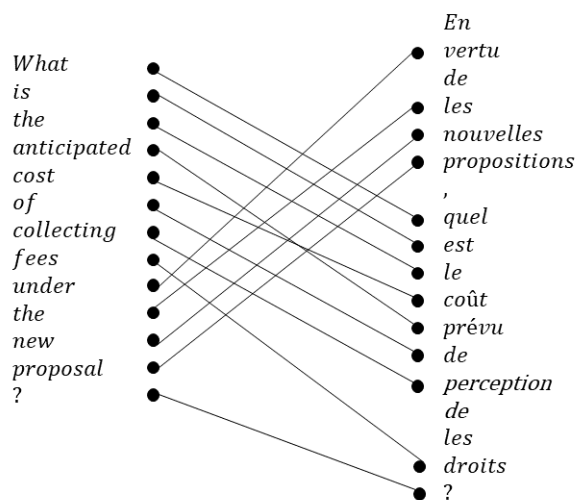 What
is
the
anticipated
cost
of
collecting
fees
under
the
new
proposal
?
En
vertu
de
les
nouvelles
propositions
,
quel
est
le
coût
prévu
de
perception
de
les
droits
?